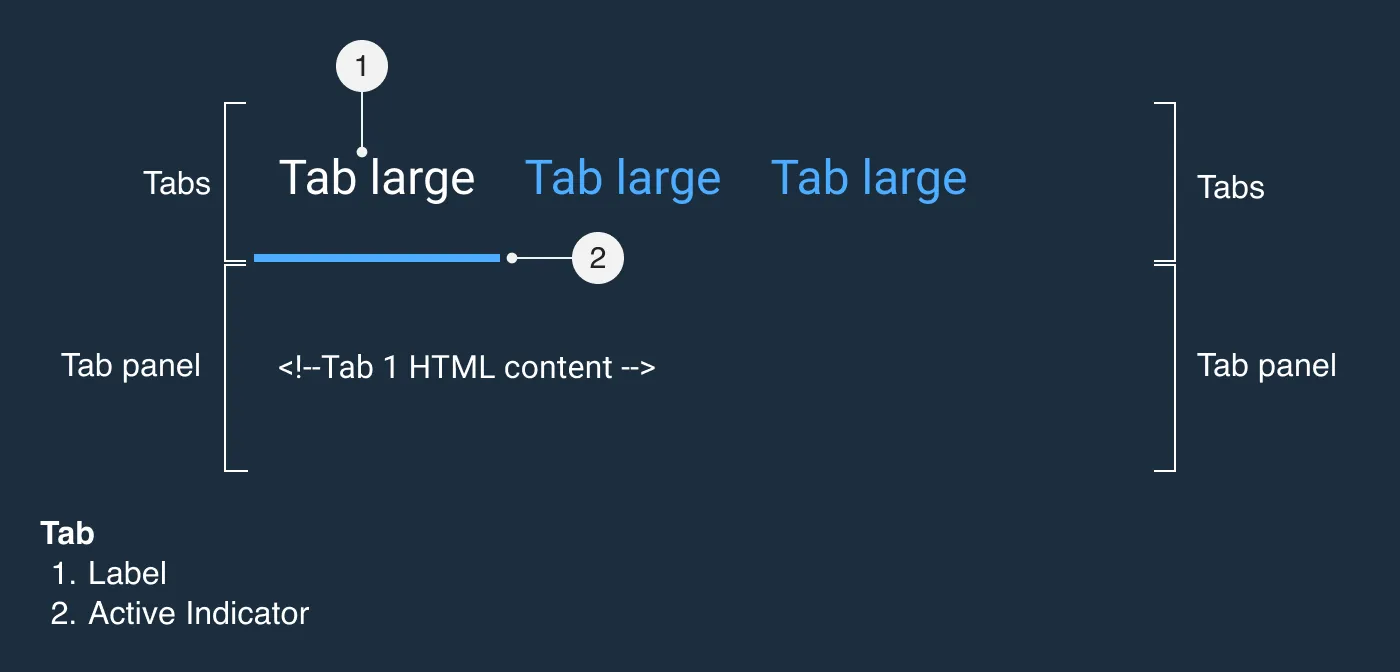 1
Tabs Tab large Tab large Tab large Tabs
2
Tab panel <!--Tab 1 HTML content --> Tab panel
Tab
1. Label
2. Active Indicator